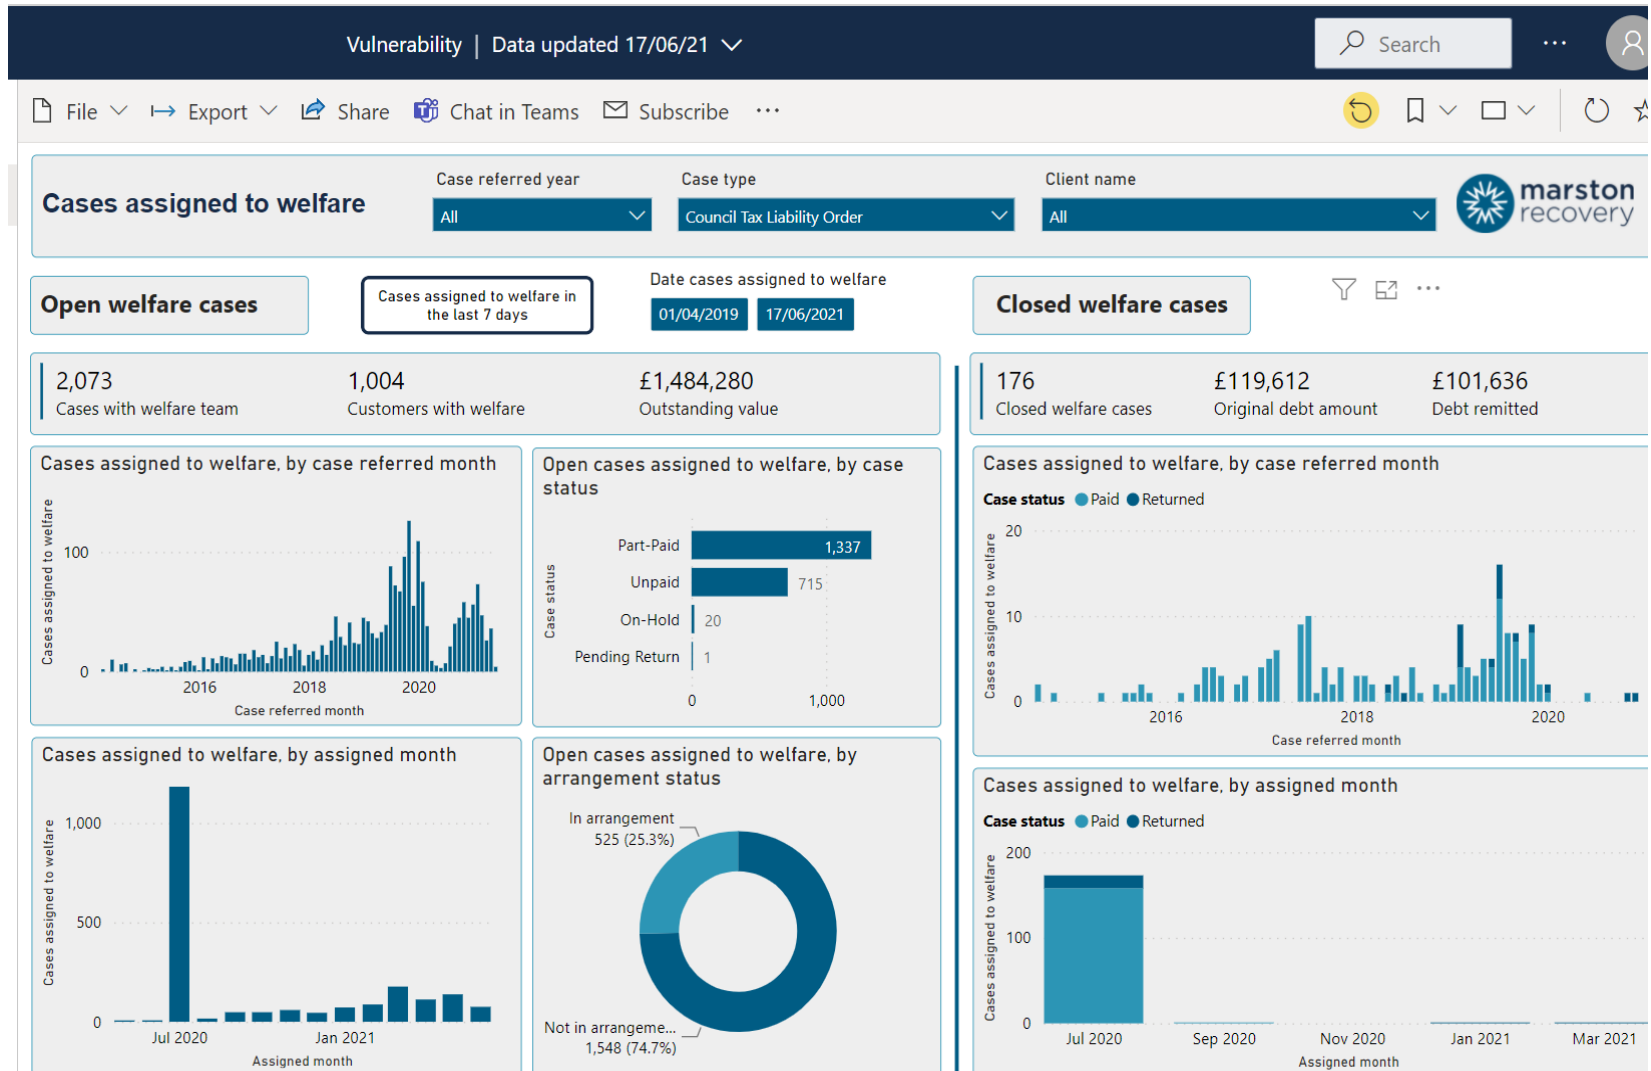 Vulnerability | Data updated 17/06/21
Search
File
Export
Share
Chat in Teams
Subscribe
Cases assigned to welfare
Case referred year
All
Case type
Council Tax Liability Order
Client name
All
marston
recovery
Open welfare cases
Cases assigned to welfare in
the last 7 days
Date cases assigned to welfare
01/04/2019
17/06/2021
Closed welfare cases
2,073
Cases with welfare team
1,004
Customers with welfare
£1,484,280
Outstanding value
176
Closed welfare cases
£119,612
Original debt amount
£101,636
Debt remitted
Cases assigned to welfare, by case referred month
Cases assigned to welfare
100
0
2016
2018
2020
Case referred month
Open cases assigned to welfare, by case
status
Case status
Part-Paid
1,337
Unpaid
715
On-Hold
20
Pending Return
1
0
1,000
Cases assigned to welfare, by case referred month
Case status
Paid
Returned
Cases assigned to welfare
20
10
0
2016
2018
2020
Case referred month
Cases assigned to welfare, by assigned month
Cases assigned to welfare
1,000
500
0
Jul 2020
Jan 2021
Assigned month
Open cases assigned to welfare, by
arrangement status
In arrangement
525 (25.3%)
Not in arrangeme...
1,548 (74.7%)
Cases assigned to welfare, by assigned month
Case status
Paid
Returned
Cases assigned to welfare
200
100
0
Jul 2020
Sep 2020
Nov 2020
Jan 2021
Mar 2021
Assigned month